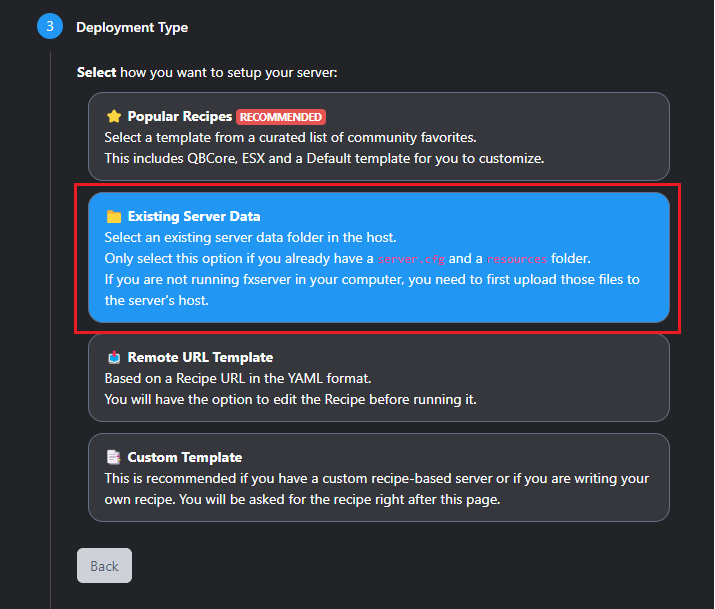 3 Deployment Type
Select how you want to setup your server:
Popular Recipes RECOMMENDED
Select a template from a curated list of community favorites.
This includes QBCore, ESX and a Default template for you to customize.
Existing Server Data
Select an existing server data folder in the host.
Only select this option if you already have a server.cfg and a resources folder.
If you are not running fxserver in your computer, you need to first upload those files to
the server's host.
Remote URL Template
Based on a Recipe URL in the YAML format.
You will have the option to edit the Recipe before running it.
Custom Template
This is recommended if you have a custom recipe-based server or if you are writing your
own recipe. You will be asked for the recipe right after this page.
Back